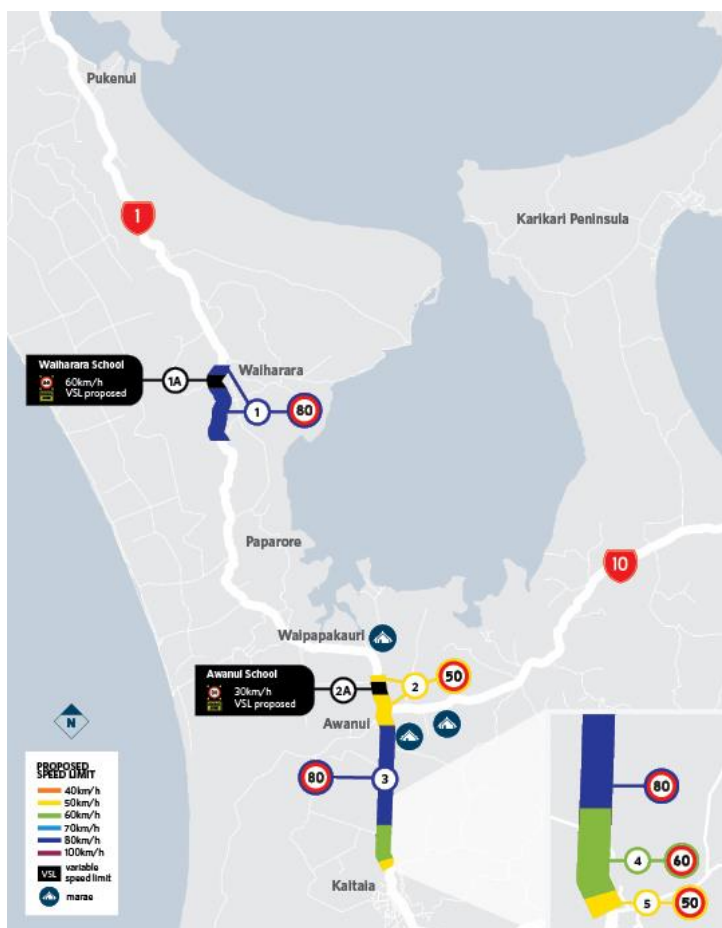 Pukenui
1
Karikari Peninsula
Waiharara School
60km/h
VSL proposed
1A
Waiharara
1
80
Paparore
10
Waipapakauri
Awanui School
30km/h
VSL proposed
2A
2
50
Awanui
N
80
3
80
PROPOSED
SPEED LIMIT
40km/h
50km/h
60km/h
70km/h
80km/h
100km/h
VSL variable
speed limit
marae
4
60
Kaitaia
5
50